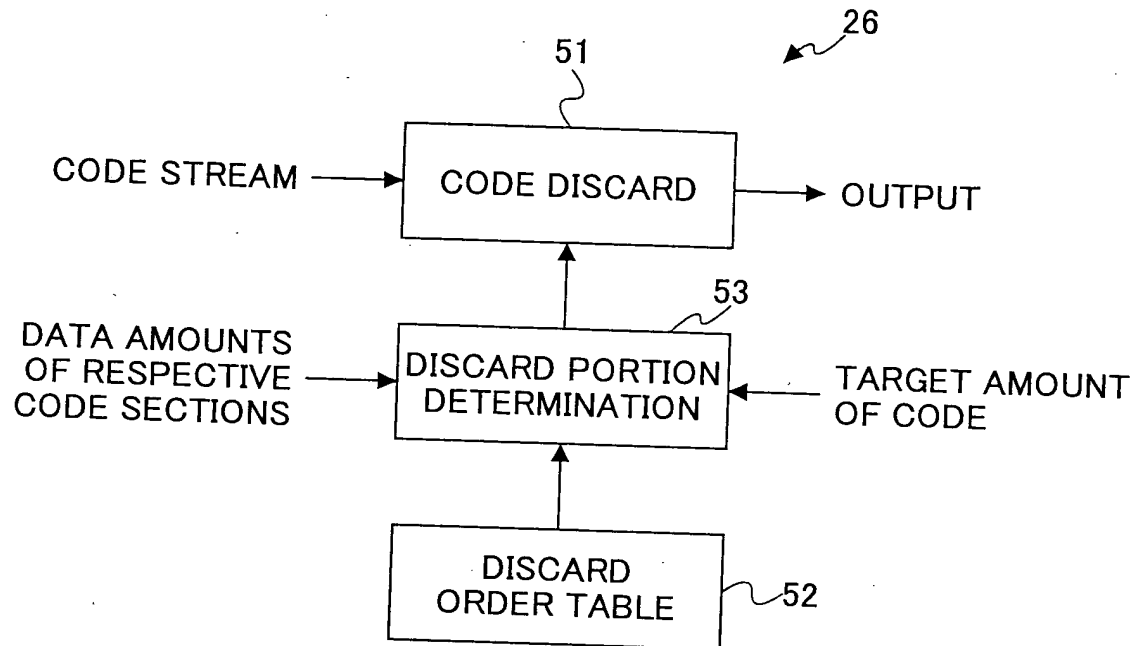 26
51
CODE STREAM
CODE DISCARD
OUTPUT
53
DATA AMOUNTS
OF RESPECTIVE
CODE SECTIONS
DISCARD PORTION
DETERMINATION
TARGET AMOUNT
OF CODE
DISCARD
ORDER TABLE
52